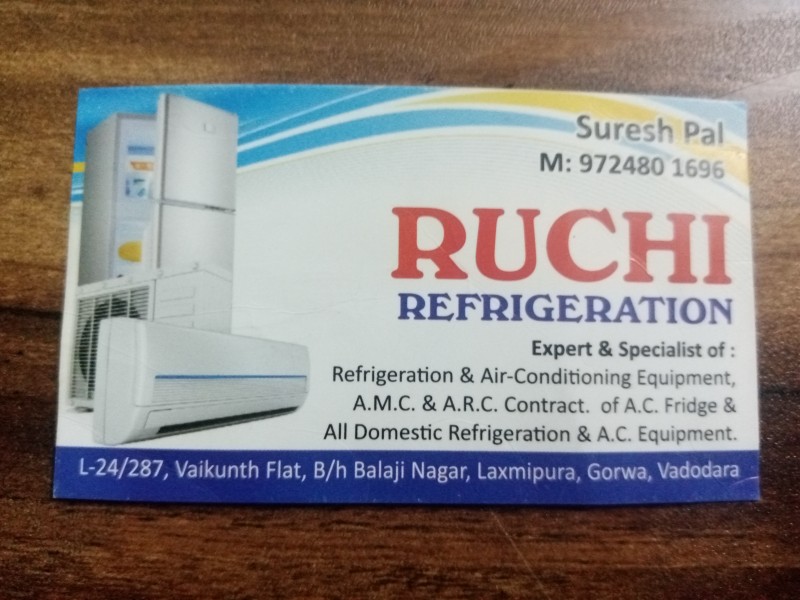 Suresh Pal
M: 972480 1696
RUCHI
REFRIGERATION
Expert & Specialist of :
Refrigeration & Air-Conditioning Equipment,
A.M.C. & A.R.C. Contract. of A.C. Fridge &
All Domestic Refrigeration & A.C. Equipment.
L-24/287, Vaikunth Flat, B/h Balaji Nagar, Laxmipura, Gorwa, Vadodara